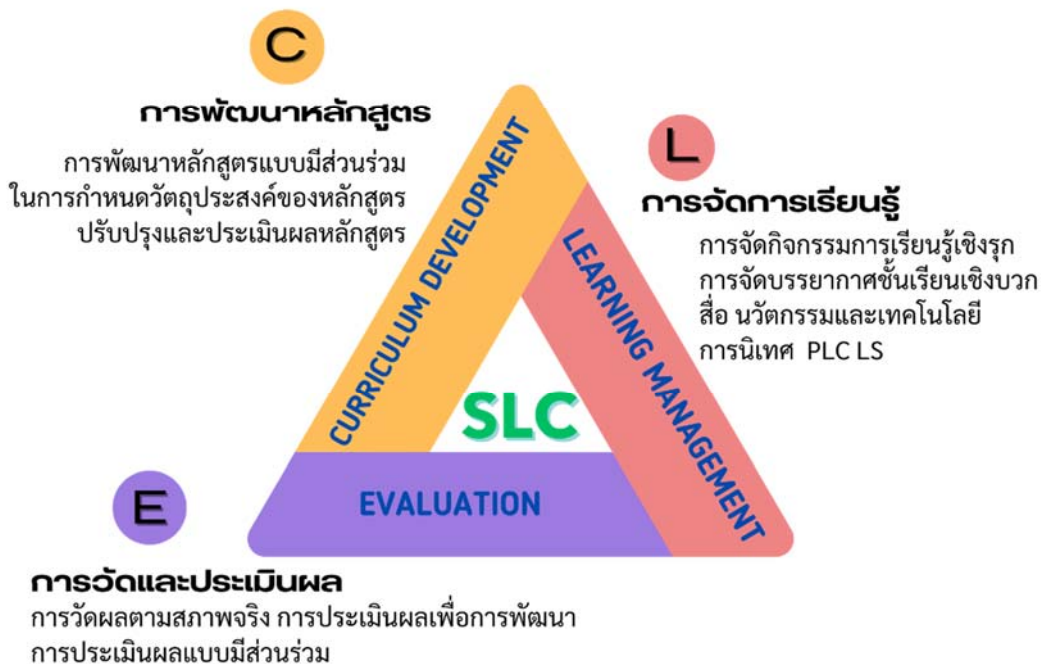 C
การพัฒนาหลักสูตร
การพัฒนาหลักสูตรแบบมีส่วนร่วม
ในการกำหนดวัตถุประสงค์ของหลักสูตร
ปรับปรุงและประเมินผลหลักสูตร
L
การจัดการเรียนรู้
การจัดกิจกรรมการเรียนรู้เชิงรุก
การจัดบรรยากาศชั้นเรียนเชิงบวก
สื่อ นวัตกรรมและเทคโนโลยี
การนิเทศ PLC LS
CURRICULUM DEVELOPMENT
LEARNING MANAGEMENT
SLC
EVALUATION
E
การวัดและประเมินผล
การวัดผลตามสภาพจริง การประเมินผลเพื่อการพัฒนา
การประเมินผลแบบมีส่วนร่วม